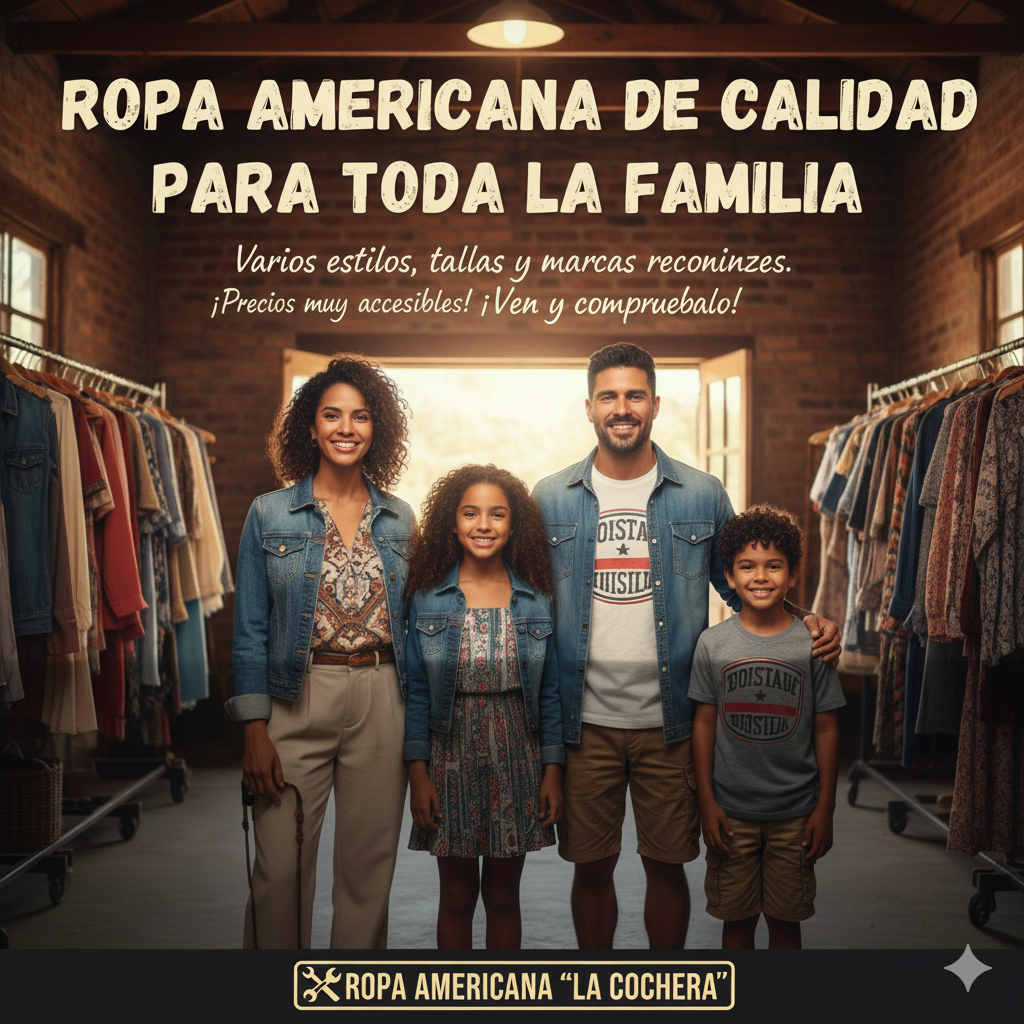 ROPA AMERICANA DE CALIDAD
PARA TODA LA FAMILIA
Varios estilos, tallas y marcas reconinzes.
¡Precios muy accesibles! ¡Ven y compruebalo!
ROPA AMERICANA “LA COCHERA”